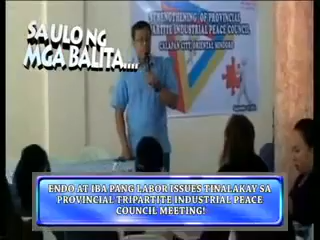 SA ULO NG
MGA BALITA....
STRENGTHENING OF PROVINCIAL
TRIPARTITE INDUSTRIAL PEACE COUNCIL
CALAPAN CITY, ORIENTAL MINDORO
ENDO AT IBA PANG LABOR ISSUES TINALAKAY SA
PROVINCIAL TRIPARTITE INDUSTRIAL PEACE
COUNCIL MEETING!